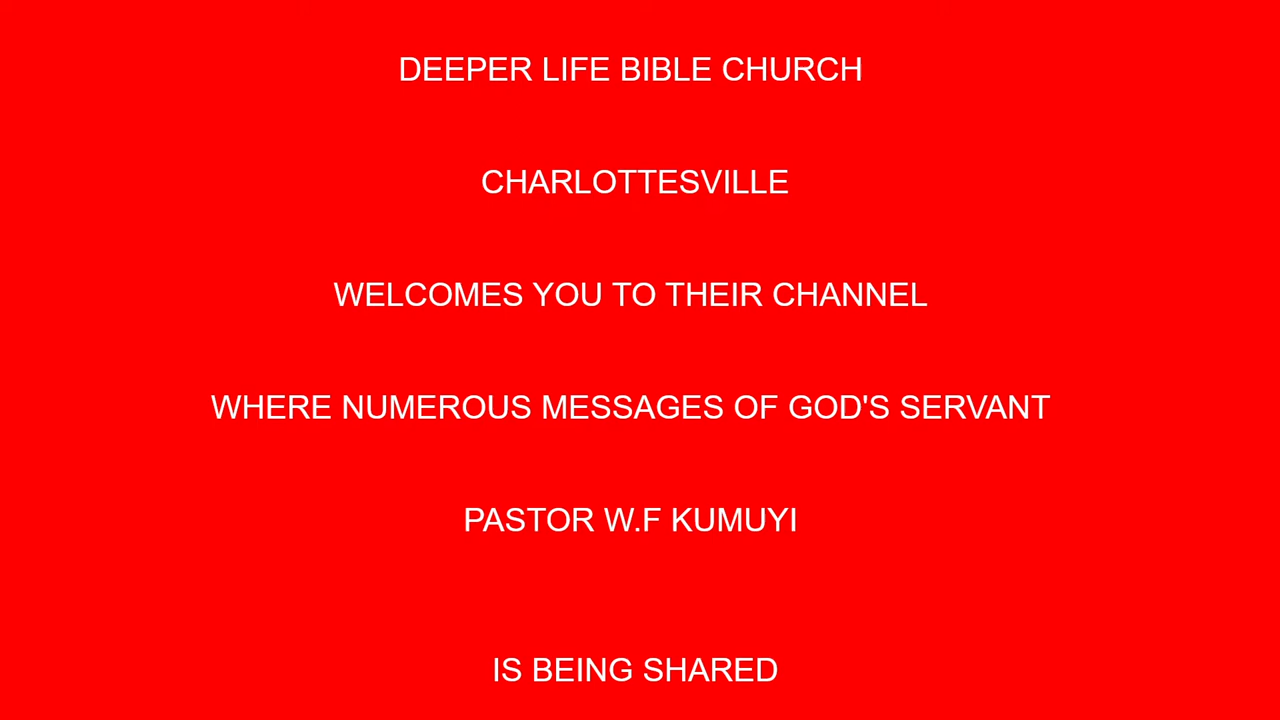 DEEPER LIFE BIBLE CHURCH
CHARLOTTESVILLE
WELCOMES YOU TO THEIR CHANNEL
WHERE NUMEROUS MESSAGES OF GOD'S SERVANT
PASTOR W.F KUMUYI
IS BEING SHARED